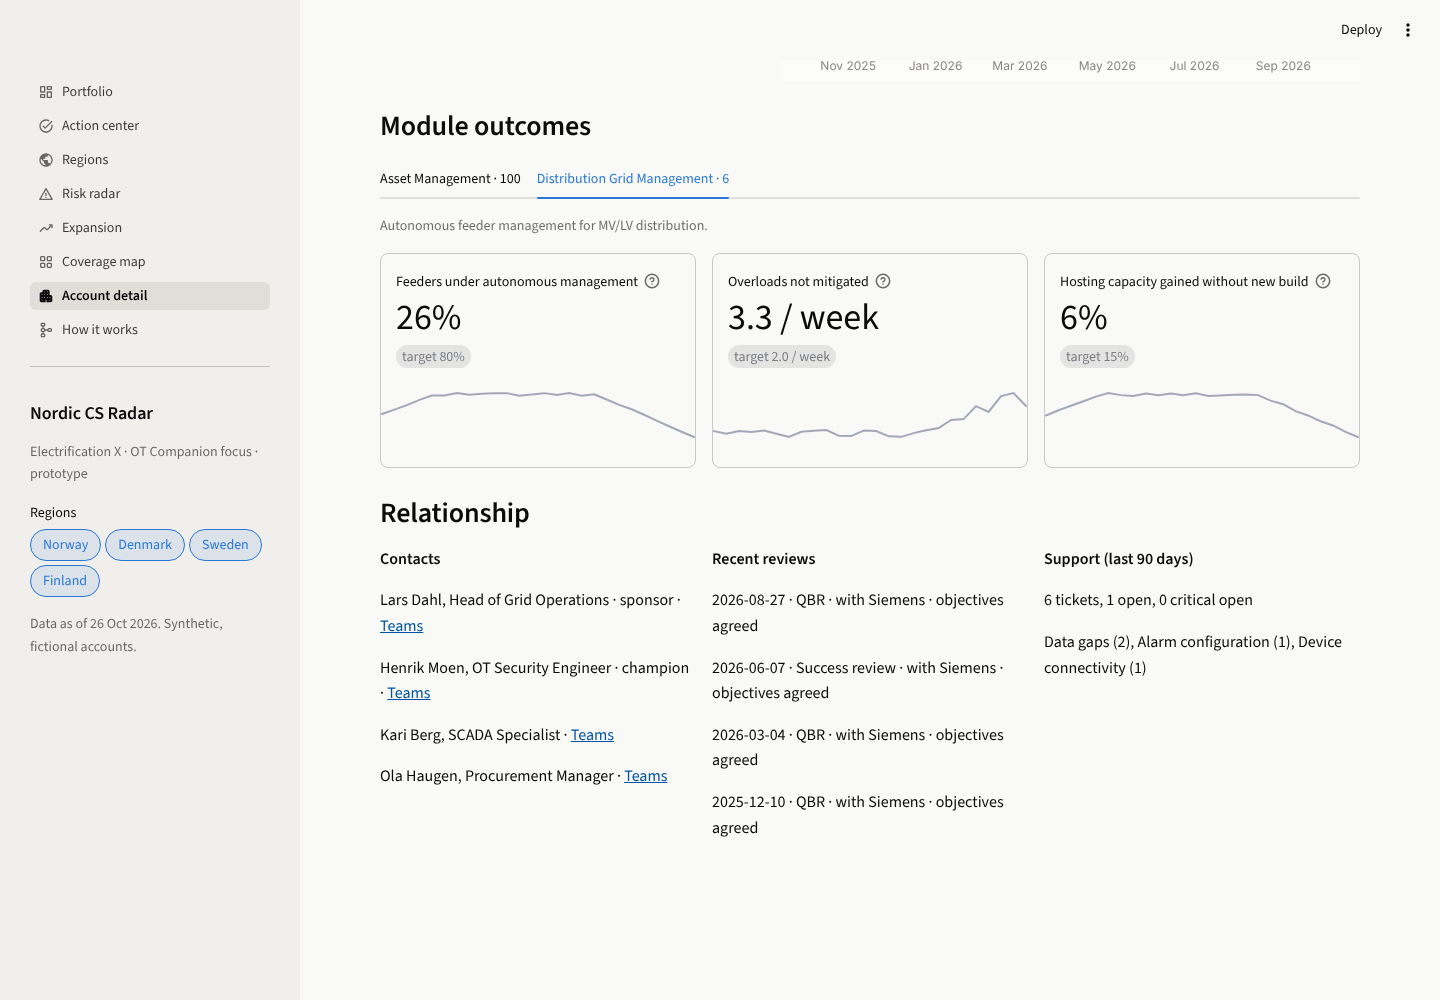 Deploy
Portfolio
Action center
Regions
Risk radar
Expansion
Coverage map
Account detail
How it works
Nordic CS Radar
Electrification X · OT Companion focus ·
prototype
Regions
Norway
Denmark
Sweden
Finland
Data as of 26 Oct 2026. Synthetic,
fictional accounts.
Nov 2025 Jan 2026 Mar 2026 May 2026 Jul 2026 Sep 2026
Module outcomes
Asset Management · 100
Distribution Grid Management · 6
Autonomous feeder management for MV/LV distribution.
Feeders under autonomous management
26%
target 80%
Overloads not mitigated
3.3 / week
target 2.0 / week
Hosting capacity gained without new build
6%
target 15%
Relationship
Contacts
Lars Dahl, Head of Grid Operations · sponsor ·
Teams
Henrik Moen, OT Security Engineer · champion
· Teams
Kari Berg, SCADA Specialist · Teams
Ola Haugen, Procurement Manager · Teams
Recent reviews
2026-08-27 · QBR · with Siemens · objectives
agreed
2026-06-07 · Success review · with Siemens ·
objectives agreed
2026-03-04 · QBR · with Siemens · objectives
agreed
2025-12-10 · QBR · with Siemens · objectives
agreed
Support (last 90 days)
6 tickets, 1 open, 0 critical open
Data gaps (2), Alarm configuration (1), Device
connectivity (1)